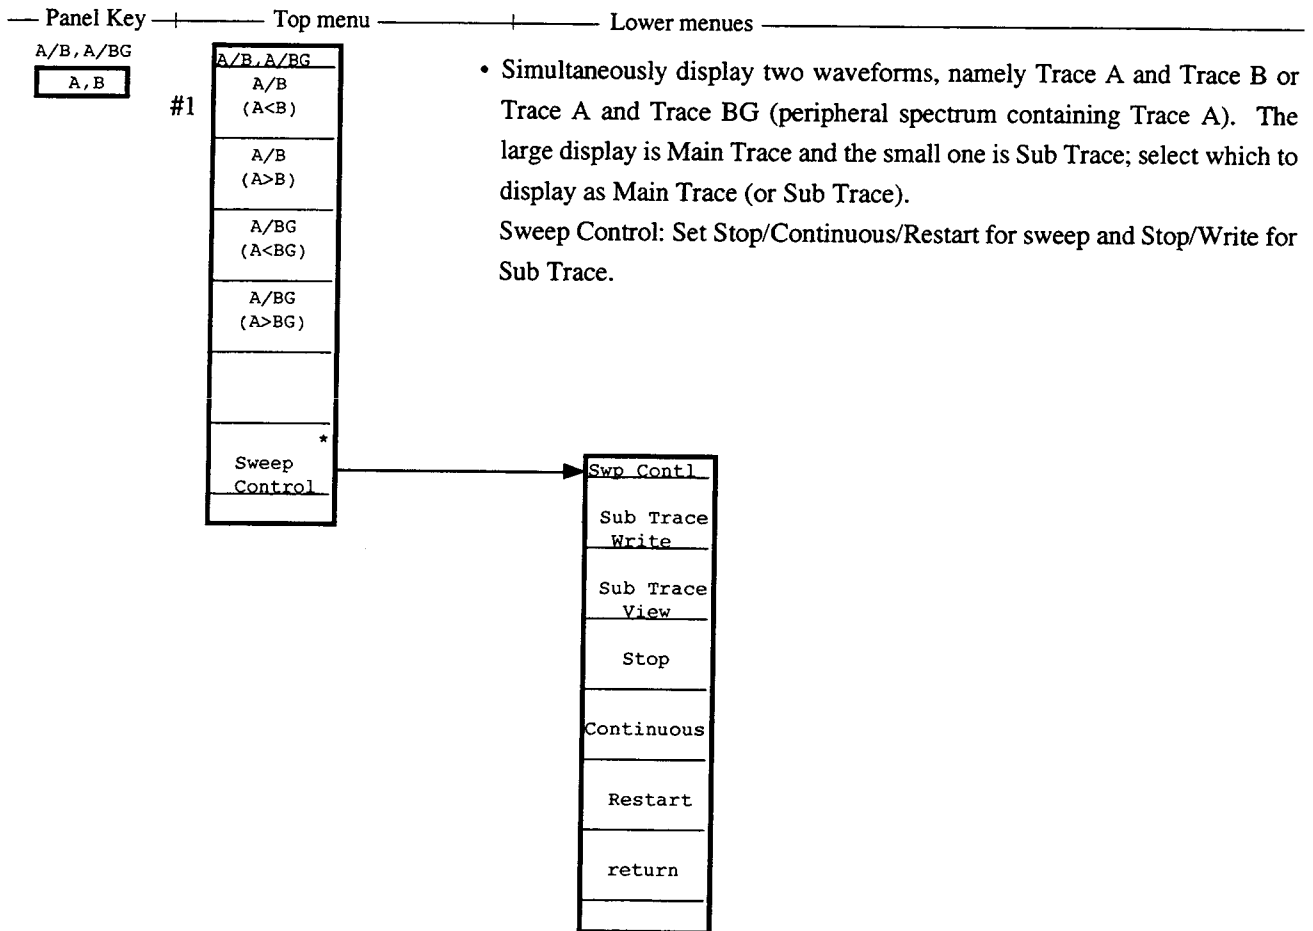 Panel Key
Top menu
Lower menues
A/B,A/BG
A,B
#1
A/B,A/BG
A/B
(A<B)
A/B
(A>B)
A/BG
(A<BG)
A/BG
(A>BG)
*
Sweep
Control
• Simultaneously display two waveforms, namely Trace A and Trace B or
Trace A and Trace BG (peripheral spectrum containing Trace A). The
large display is Main Trace and the small one is Sub Trace; select which to
display as Main Trace (or Sub Trace).
Sweep Control: Set Stop/Continuous/Restart for sweep and Stop/Write for
Sub Trace.
Swp Contl
Sub Trace
Write
Sub Trace
View
Stop
Continuous
Restart
return